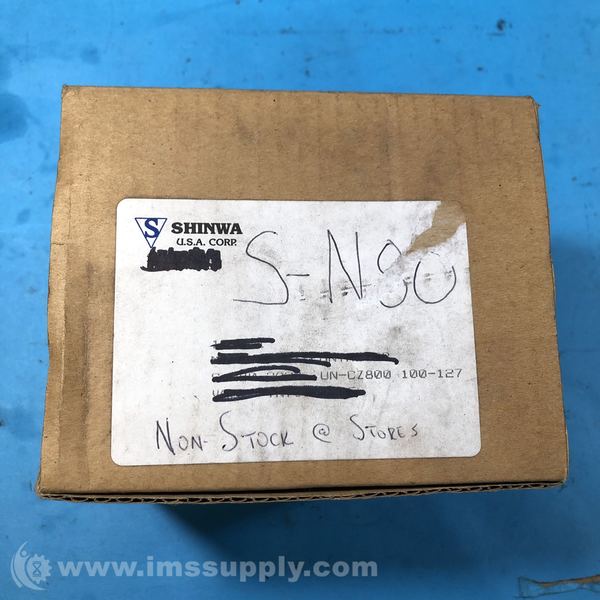 S SHINWA
U.S.A. CORP.
S-N80
UN-CZ800 100-127
NON-STOCK @ STORES
www.imssupply.com